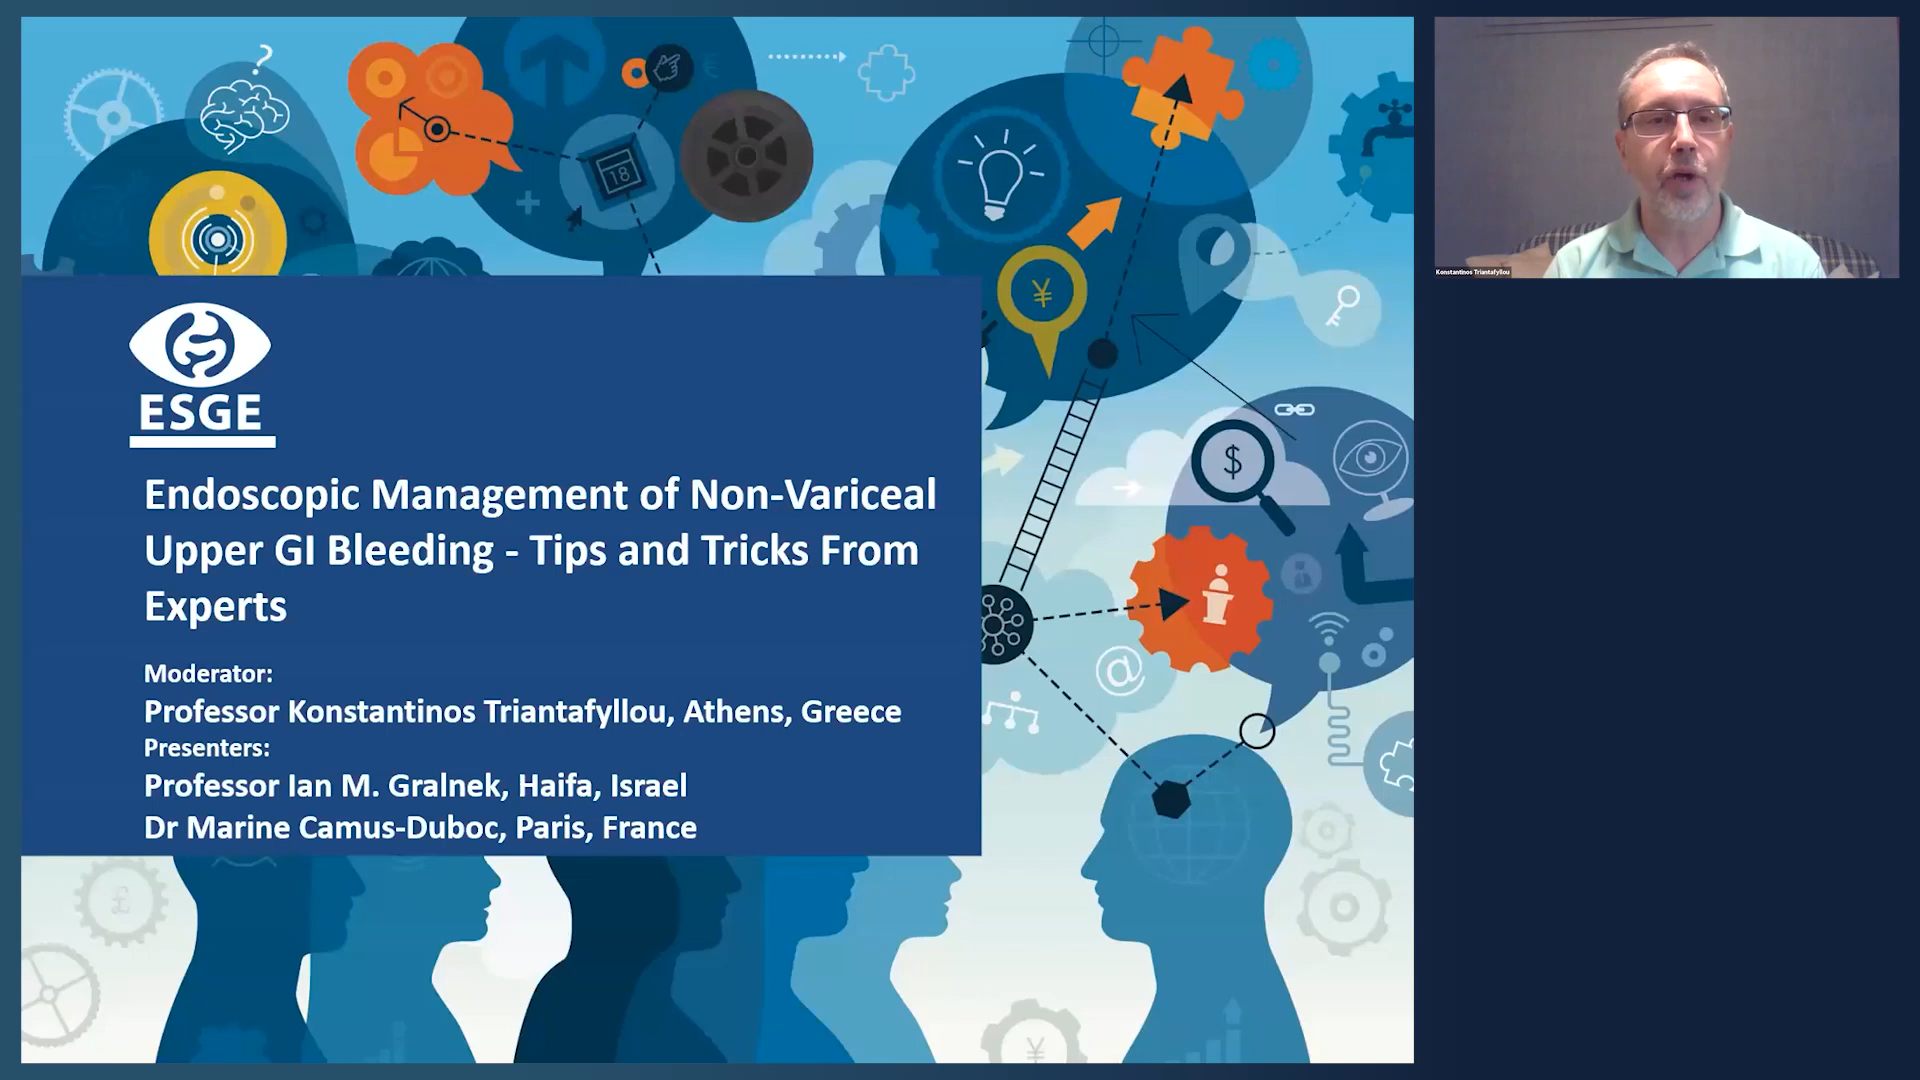 ?
18
€
¥
$
@
ESGE
Endoscopic Management of Non-Variceal
Upper GI Bleeding - Tips and Tricks From
Experts
Moderator:
Professor Konstantinos Triantafyllou, Athens, Greece
Presenters:
Professor Ian M. Gralnek, Haifa, Israel
Dr Marine Camus-Duboc, Paris, France
£
¥
Konstantinos Triantafyllou